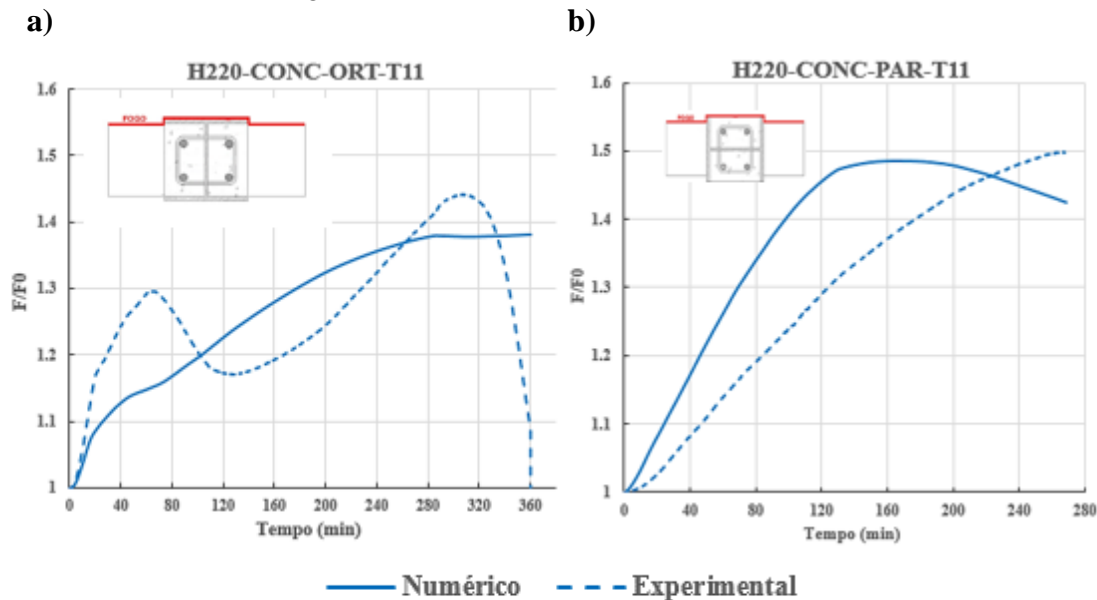 a)
H220-CONC-ORT-T11
FOGO
1.6
1.5
1.4
1.3
1.2
1.1
1
F/F0
0 40 80 120 160 200 240 280 320 360
Tempo (min)
b)
H220-CONC-PAR-T11
FOGO
1.6
1.5
1.4
1.3
1.2
1.1
1
F/F0
0 40 80 120 160 200 240 280
Tempo (min)
Numérico Experimental